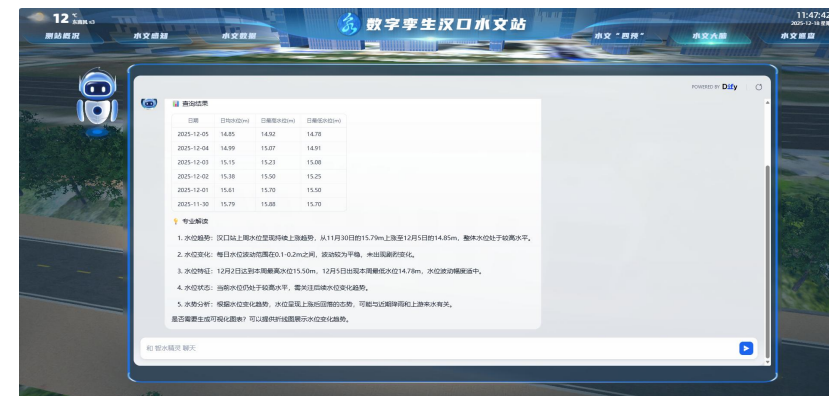 12 ℃
东南风 ≤3
数字孪生汉口水文站
11:47:42
2025-12-18 星
测站概况
水文感知
水文数据
水文“四预”
水文大脑
水文底盘
POWERED BY Dify
查询结果
日期 日均水位(m) 日最高水位(m) 日最低水位(m)
2025-12-05 14.85 14.92 14.78
2025-12-04 14.99 15.07 14.91
2025-12-03 15.15 15.23 15.08
2025-12-02 15.38 15.50 15.25
2025-12-01 15.61 15.70 15.50
2025-11-30 15.79 15.88 15.70
专业解读
1. 水位趋势：汉口站上周水位呈现持续上涨趋势，从11月30日的15.79m上涨至12月5日的14.85m，整体水位处于较高水平。
2. 水位变化：每日水位波动范围在0.1-0.2m之间，波动较为平稳，未出现剧烈变化。
3. 水位特征：12月2日达到本周最高水位15.50m，12月5日出现本周最低水位14.78m，水位波动幅度适中。
4. 水位状态：当前水位仍处于较高水平，需关注后续水位变化趋势。
5. 水势分析：根据水位变化趋势，水位呈现上涨后回落的态势，可能与近期降雨和上游来水有关。
是否需要生成可视化图表？可以提供折线图展示水位变化趋势。
和 智水精灵 聊天